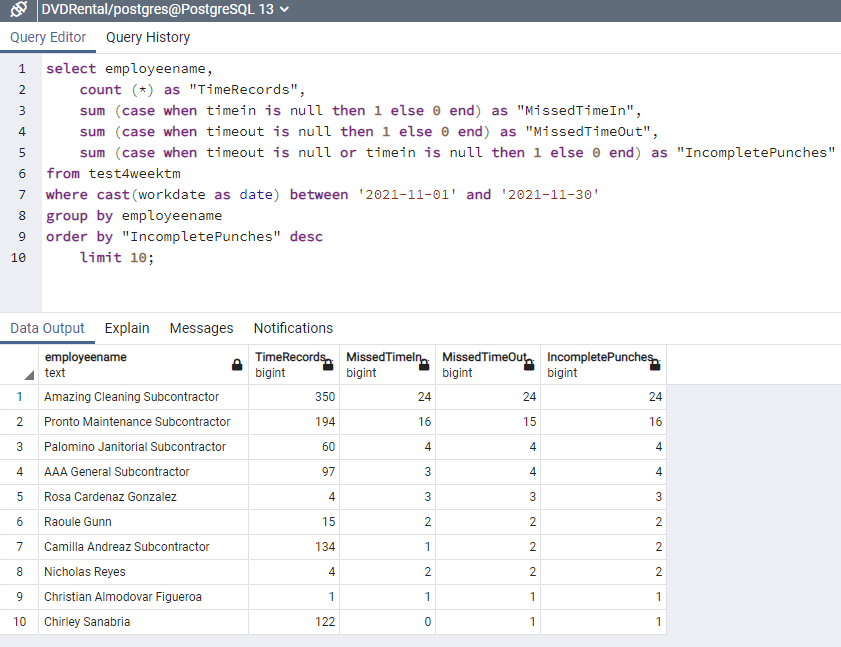 DVDRental/postgres@PostgreSQL 13
Query Editor Query History
1 select employeename,
2 count (*) as "TimeRecords",
3 sum (case when timein is null then 1 else 0 end) as "MissedTimeIn",
4 sum (case when timeout is null then 1 else 0 end) as "MissedTimeOut",
5 sum (case when timeout is null or timein is null then 1 else 0 end) as "IncompletePunches"
6 from test4weektm
7 where cast(workdate as date) between '2021-11-01' and '2021-11-30'
8 group by employeename
9 order by "IncompletePunches" desc
10 limit 10;
Data Output Explain Messages Notifications
employeename TimeRecords MissedTimeIn MissedTimeOut IncompletePunches
text bigint bigint bigint bigint
1 Amazing Cleaning Subcontractor 350 24 24 24
2 Pronto Maintenance Subcontractor 194 16 15 16
3 Palomino Janitorial Subcontractor 60 4 4 4
4 AAA General Subcontractor 97 3 4 4
5 Rosa Cardenaz Gonzalez 4 3 3 3
6 Raoule Gunn 15 2 2 2
7 Camilla Andreaz Subcontractor 134 1 2 2
8 Nicholas Reyes 4 2 2 2
9 Christian Almodovar Figueroa 1 1 1 1
10 Chirley Sanabria 122 0 1 1